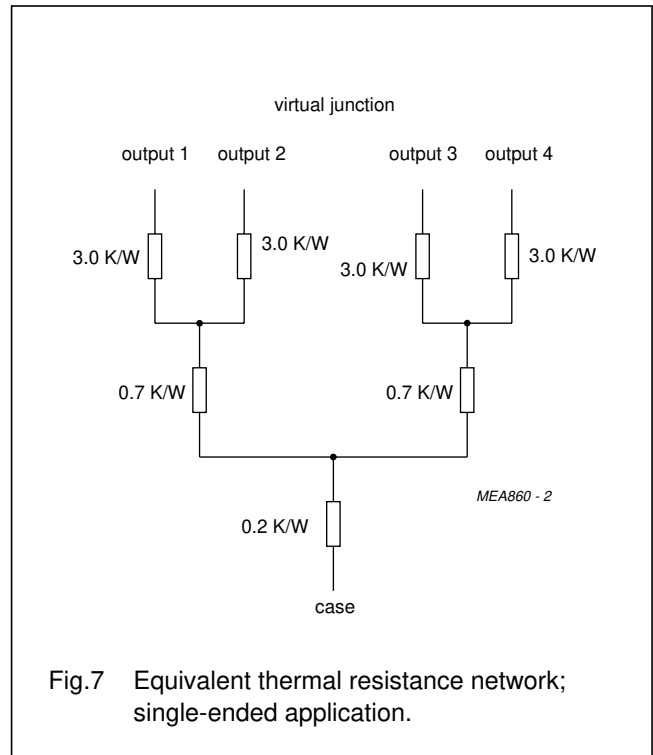 virtual junction
output 1 output 2 output 3 output 4
3.0 K/W 3.0 K/W 3.0 K/W 3.0 K/W
0.7 K/W 0.7 K/W
MEA860 - 2
0.2 K/W
case
Fig.7 Equivalent thermal resistance network;
single-ended application.